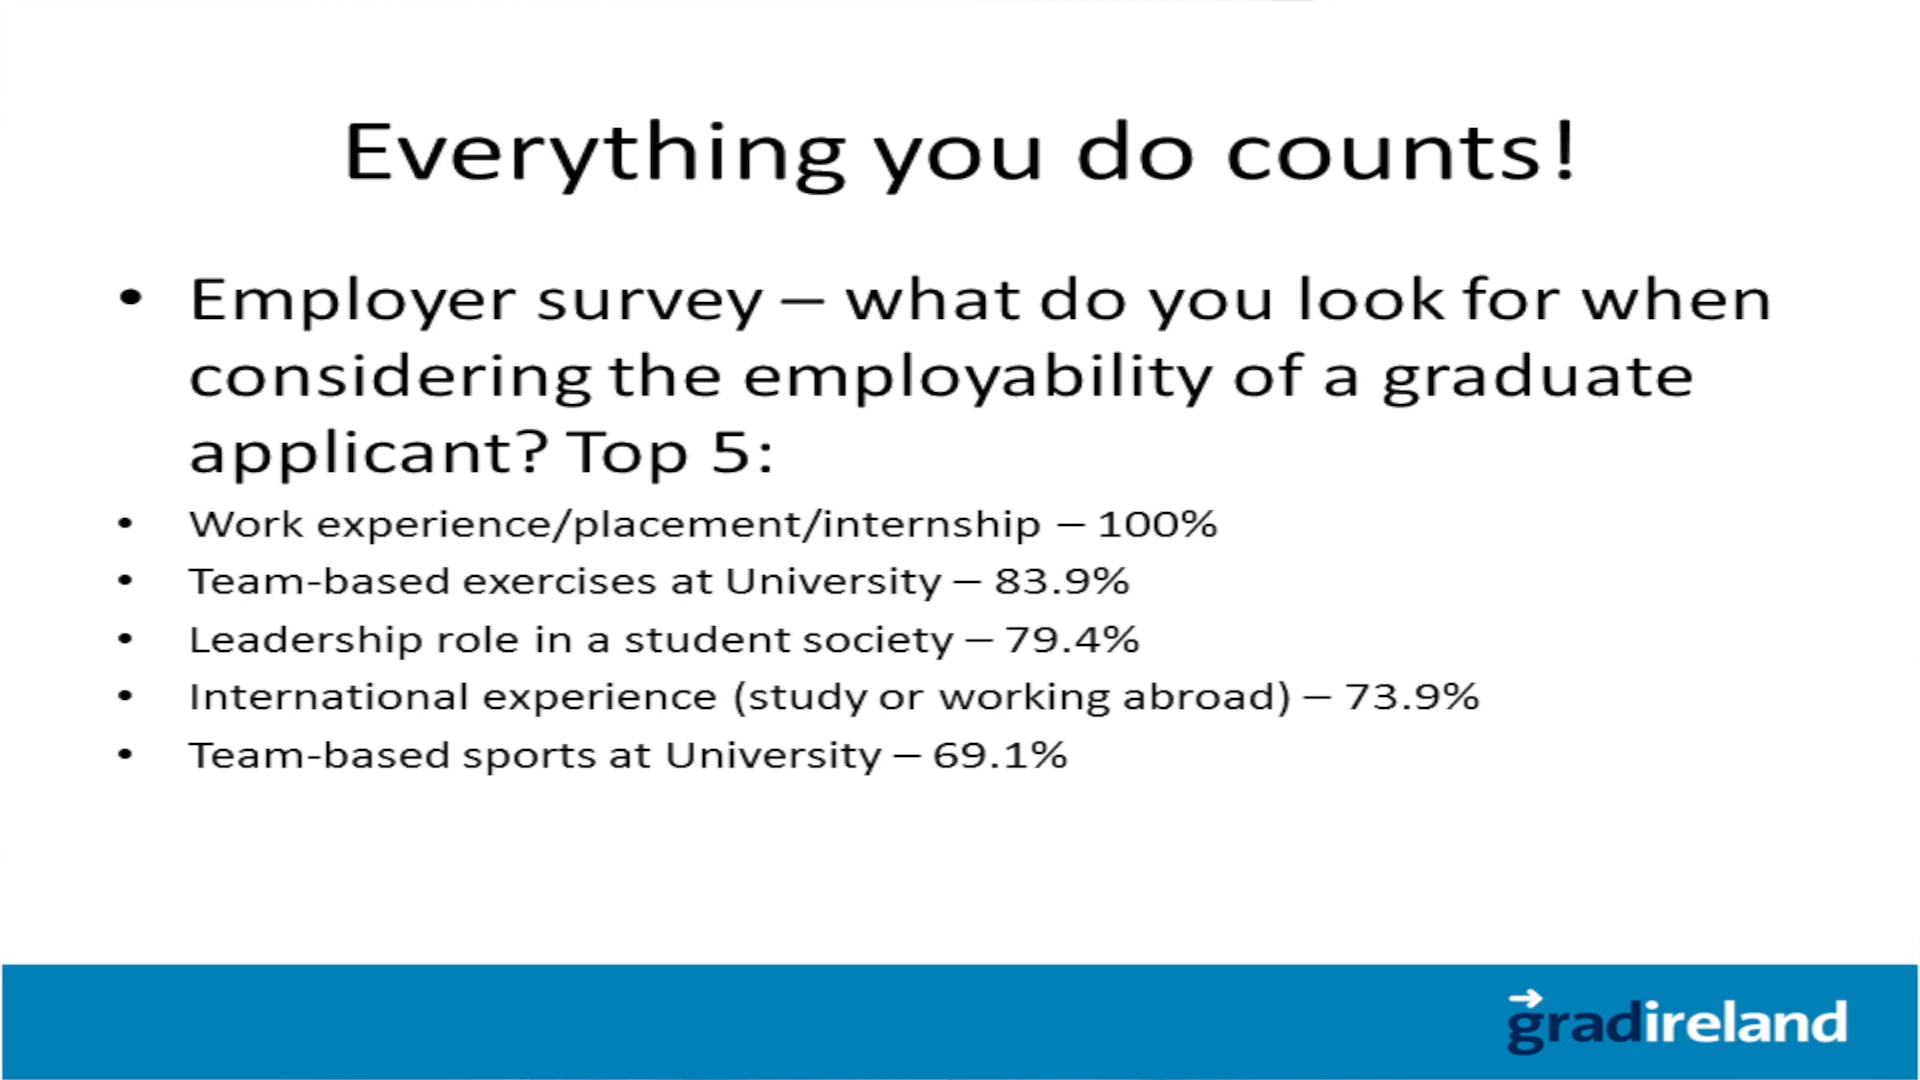 Everything you do counts!
• Employer survey – what do you look for when
considering the employability of a graduate
applicant? Top 5:
• Work experience/placement/internship – 100%
• Team-based exercises at University – 83.9%
• Leadership role in a student society – 79.4%
• International experience (study or working abroad) – 73.9%
• Team-based sports at University – 69.1%
gradireland